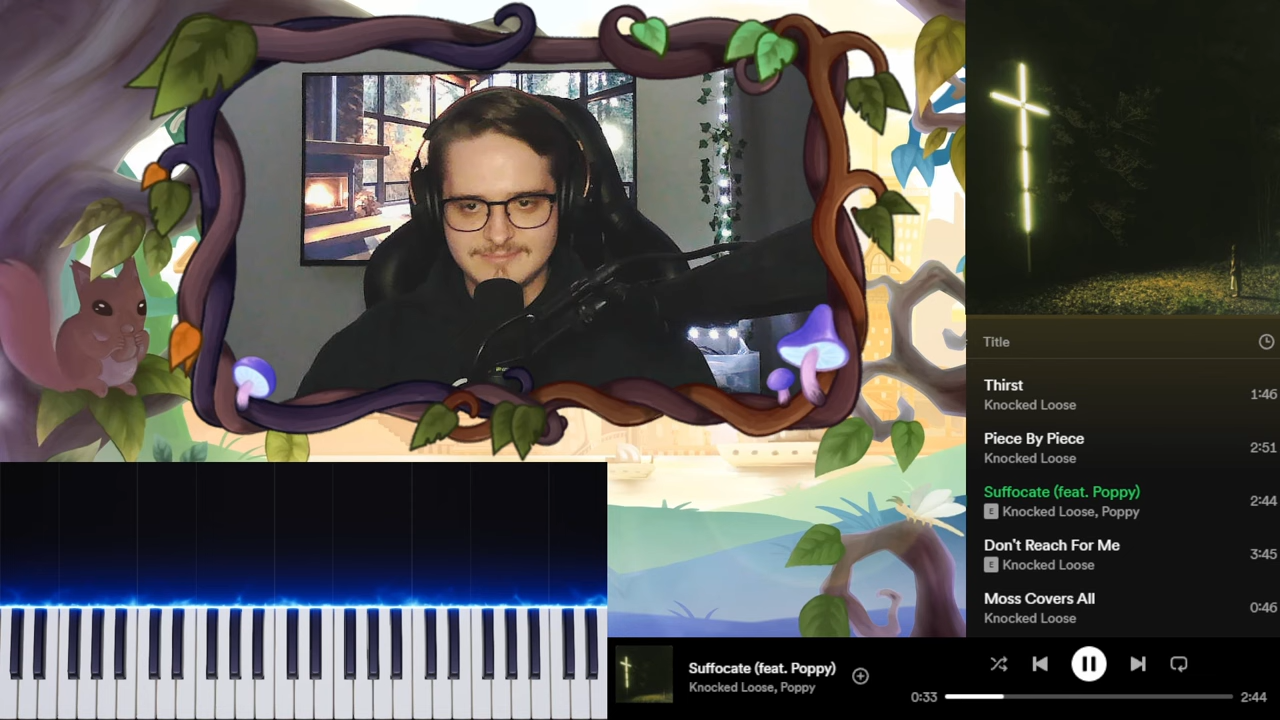 Title
Thirst
Knocked Loose
1:46
Piece By Piece
Knocked Loose
2:51
Suffocate (feat. Poppy)
E Knocked Loose, Poppy
2:44
Don't Reach For Me
E Knocked Loose
3:45
Moss Covers All
Knocked Loose
0:46
Suffocate (feat. Poppy)
Knocked Loose, Poppy
0:33
2:44